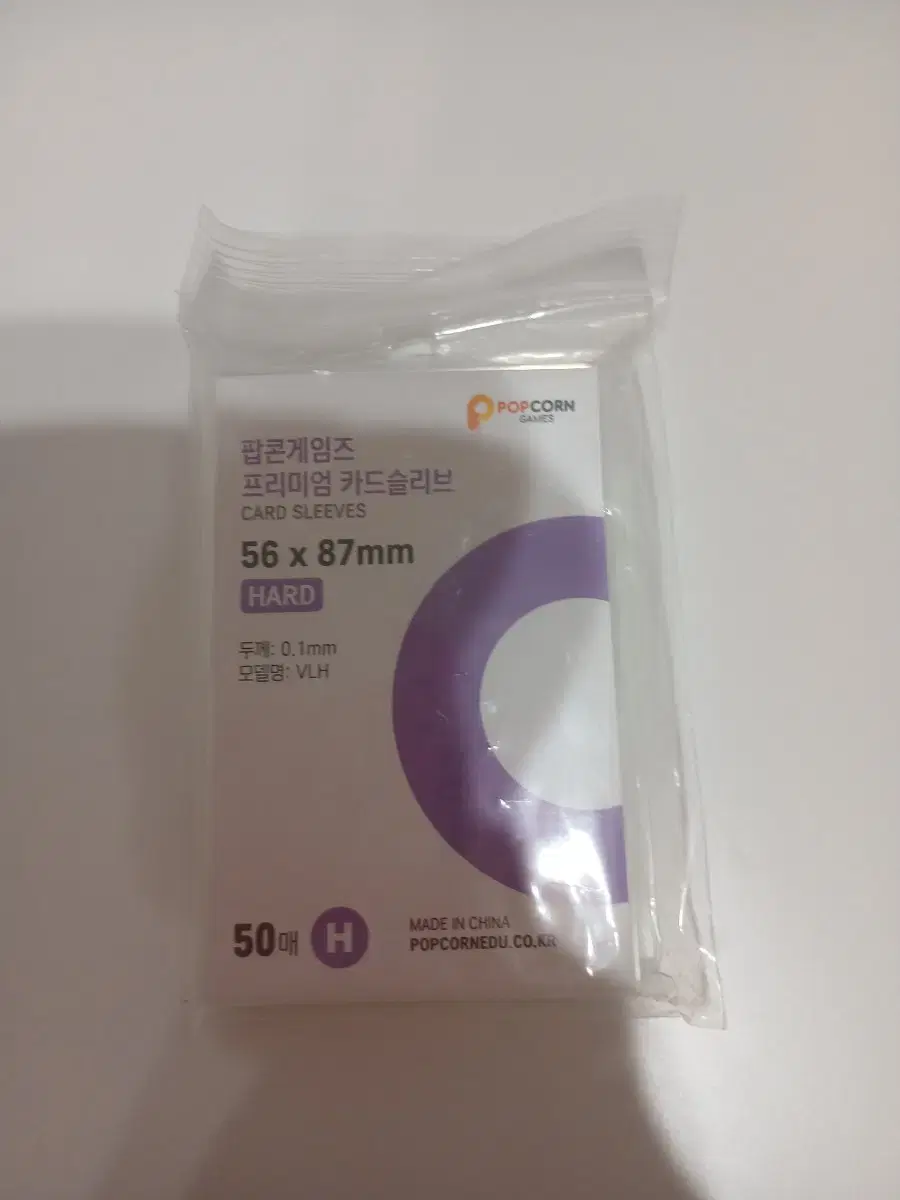 POPCORN
GAMES
팝콘게임즈
프리미엄 카드슬리브
CARD SLEEVES
56 x 87mm
HARD
두께: 0.1mm
모델명: VLH
50매 H
MADE IN CHINA
POPCORNEDU.CO.KR